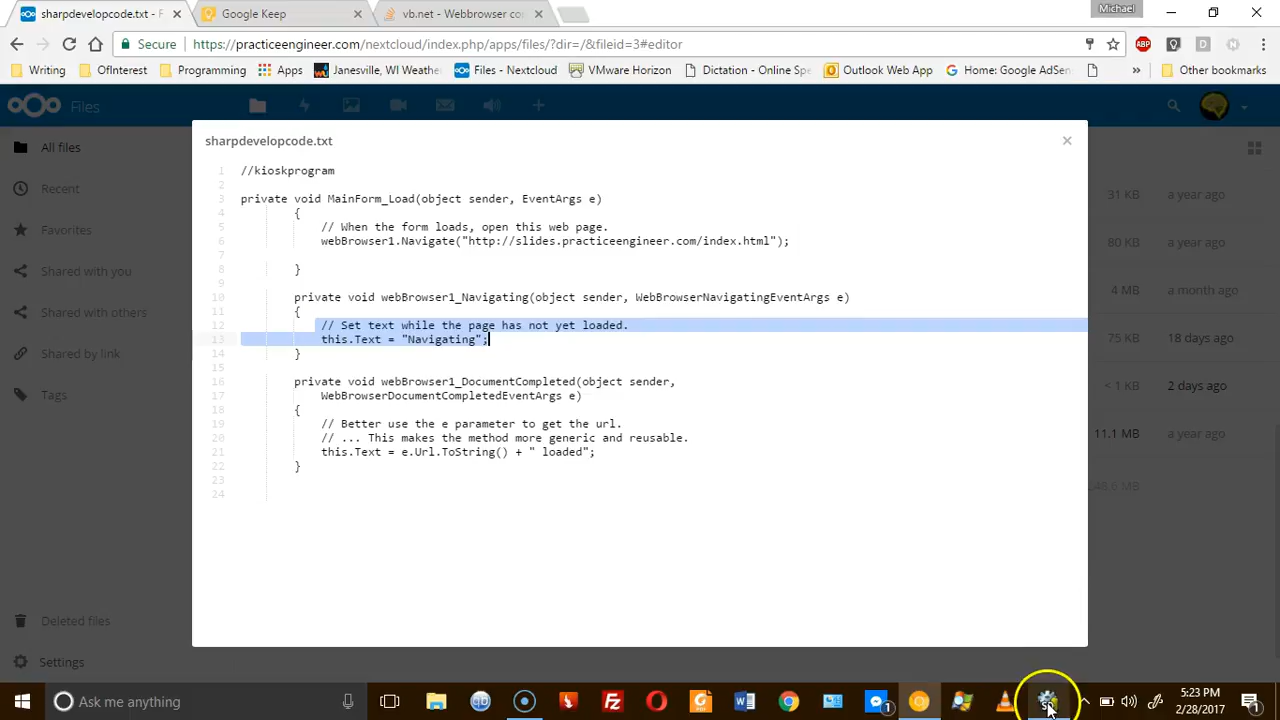 sharpdevelopcode.txt -
Google Keep
vb.net - Webbrowser co
Michael
Secure
https://practiceengineer.com/nextcloud/index.php/apps/files/?dir=/&fileid=3#editor
Writing
OfInterest
Programming
Apps
Janesville, WI Weathe
Files - Nextcloud
VMware Horizon
Dictation - Online Spe
Outlook Web App
Home: Google AdSen
Other bookmarks
Files
sharpdevelopcode.txt
All files
Recent
Favorites
Shared with you
Shared with others
Shared by link
Tags
Deleted files
Settings
1 //kioskprogram
2
3 private void MainForm_Load(object sender, EventArgs e)
4 {
5 // When the form loads, open this web page.
6 webBrowser1.Navigate("http://slides.practiceengineer.com/index.html");
7
8 }
9
10 private void webBrowser1_Navigating(object sender, WebBrowserNavigatingEventArgs e)
11 {
12 // Set text while the page has not yet loaded.
13 this.Text = "Navigating";
14 }
15
16 private void webBrowser1_DocumentCompleted(object sender,
17 WebBrowserDocumentCompletedEventArgs e)
18 {
19 // Better use the e parameter to get the url.
20 // ... This makes the method more generic and reusable.
21 this.Text = e.Url.ToString() + " loaded";
22 }
23
24
31 KB a year ago
80 KB a year ago
4 MB a month ago
75 KB 18 days ago
< 1 KB 2 days ago
11.1 MB a year ago
Ask me anything
5:23 PM
2/28/2017